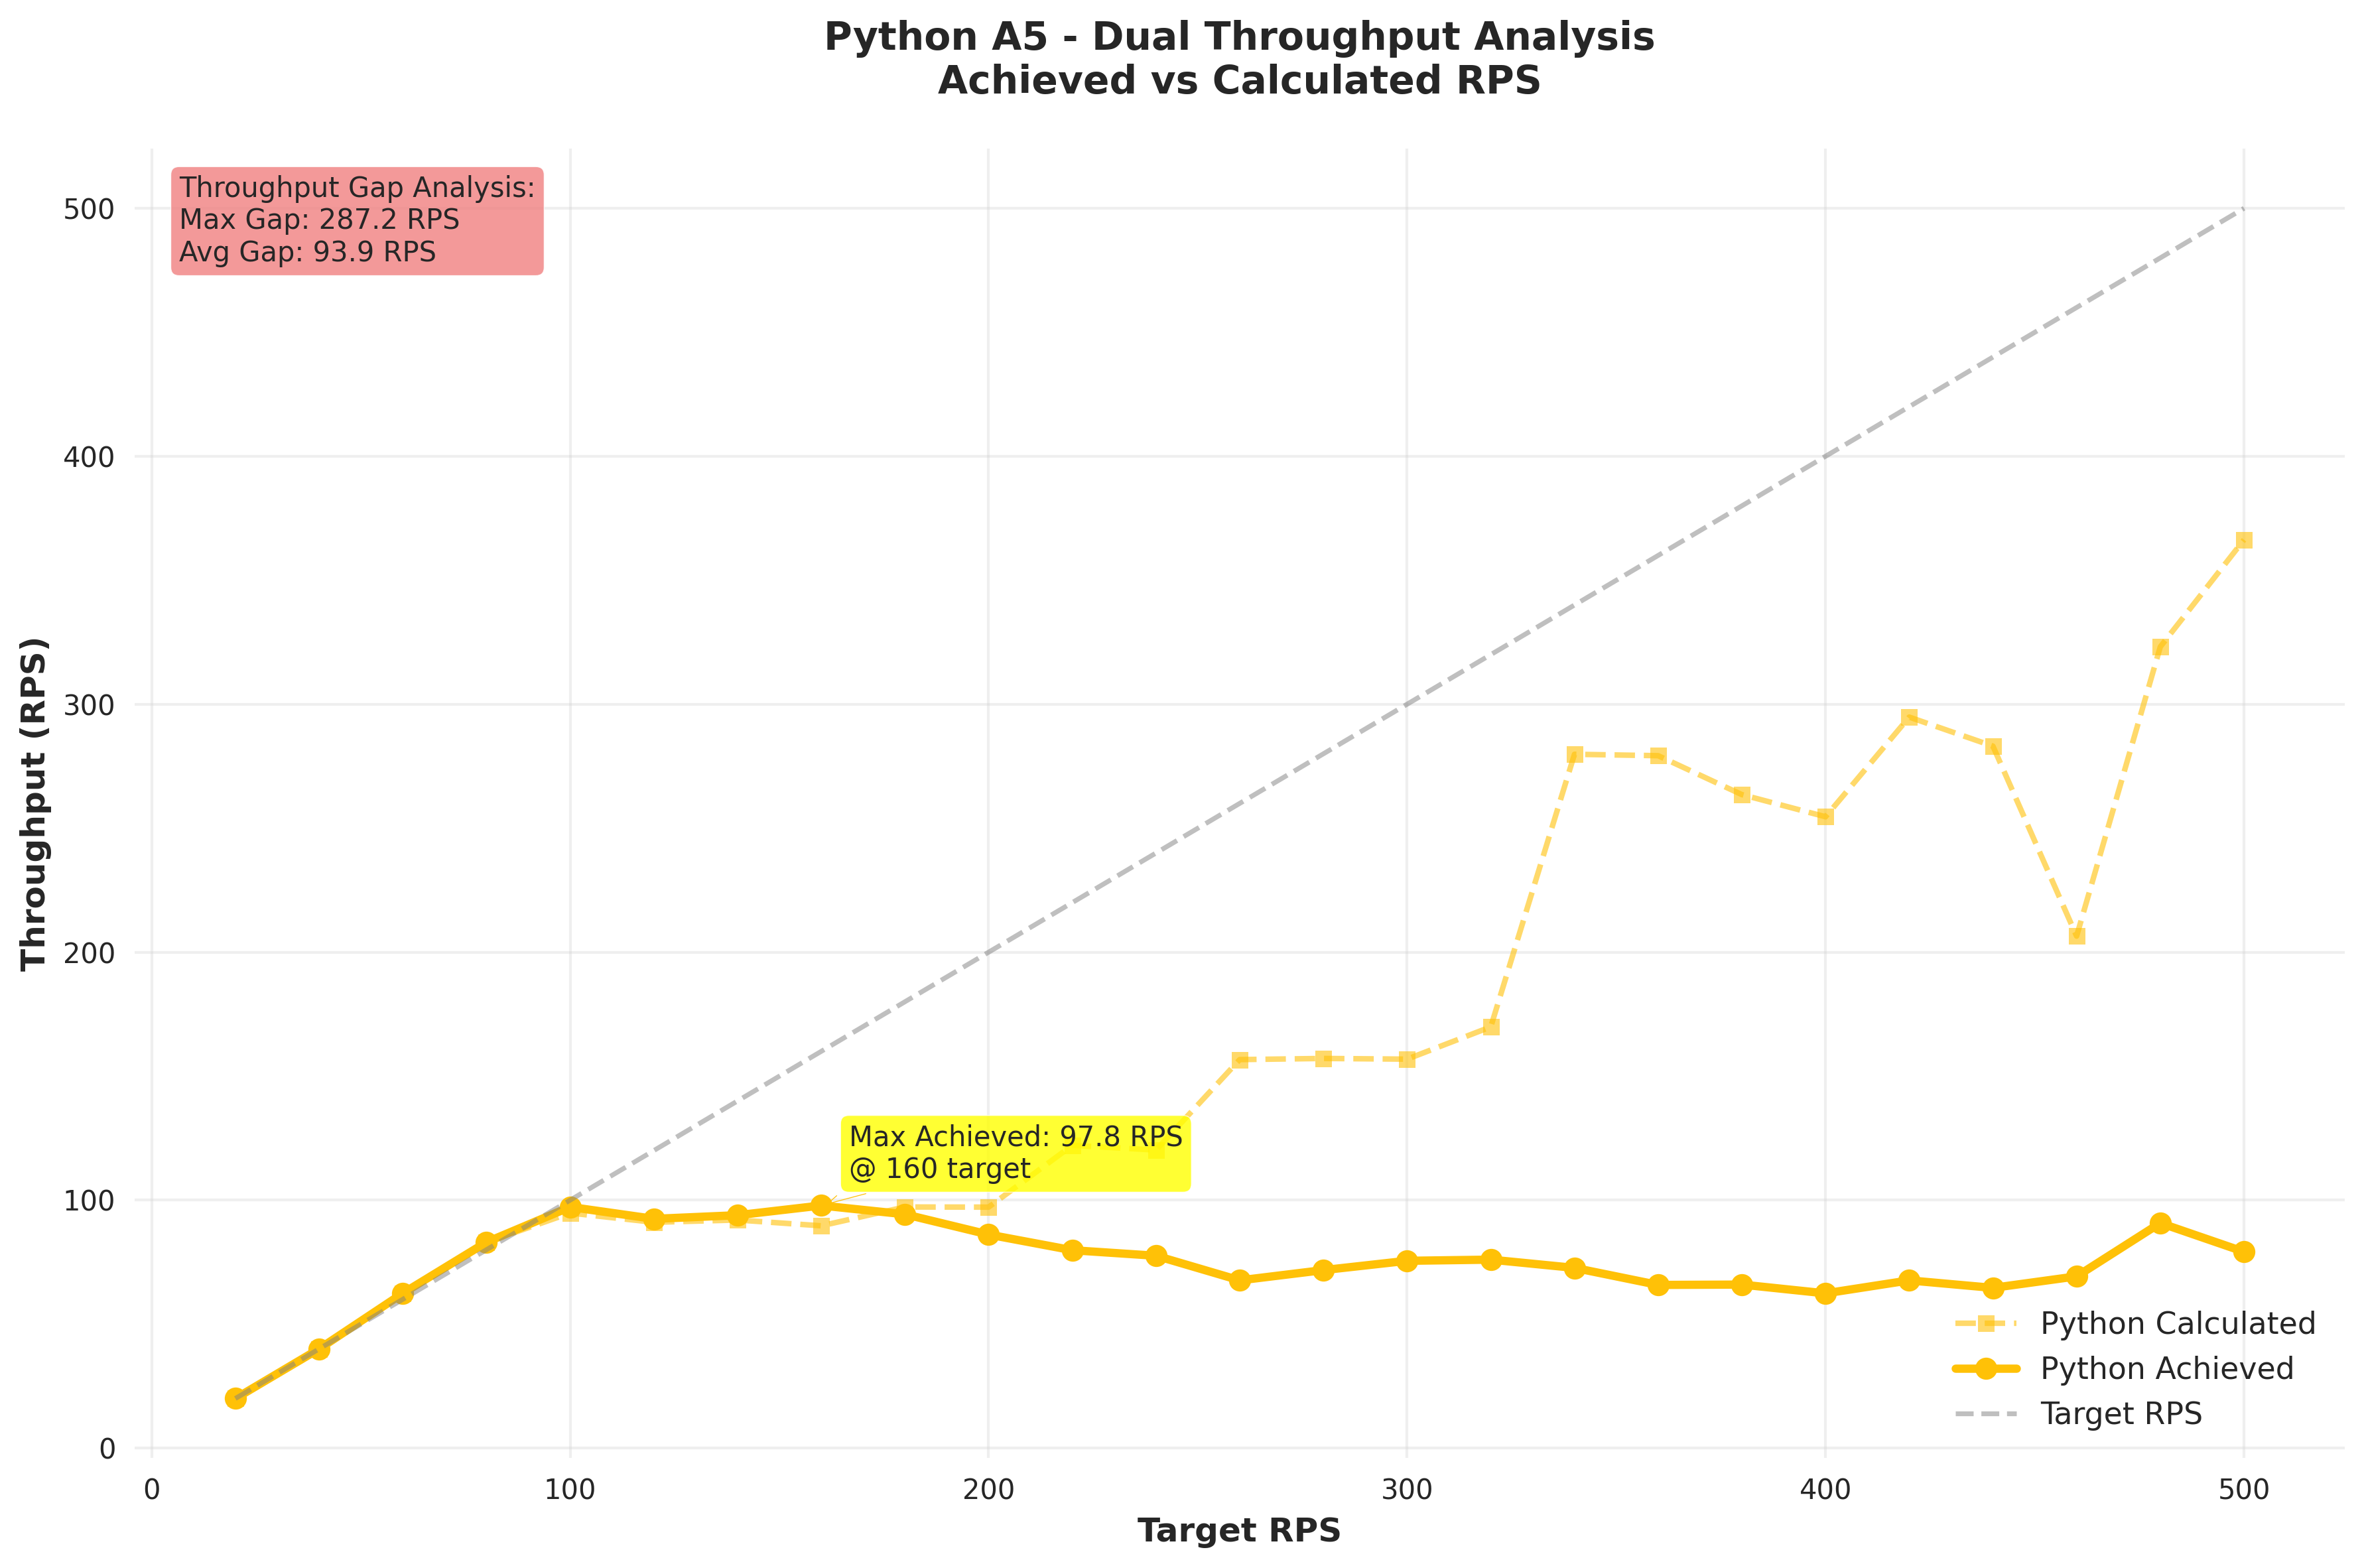 Python A5 - Dual Throughput Analysis
Achieved vs Calculated RPS
Throughput Gap Analysis:
Max Gap: 287.2 RPS
Avg Gap: 93.9 RPS
Max Achieved: 97.8 RPS
@ 160 target
Throughput (RPS)
500
400
300
200
100
0
0
100
200
300
400
500
Target RPS
Python Calculated
Python Achieved
Target RPS